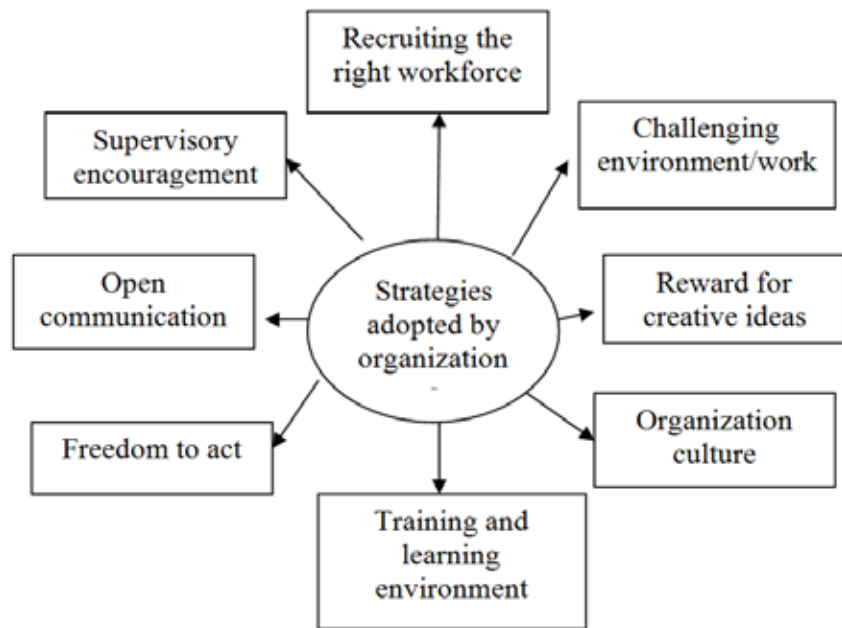 Recruiting the
right workforce
Supervisory
encouragement
Challenging
environment/work
Open
communication
Strategies
adopted by
organization
-
Reward for
creative ideas
Freedom to act
Organization
culture
Training and
learning
environment